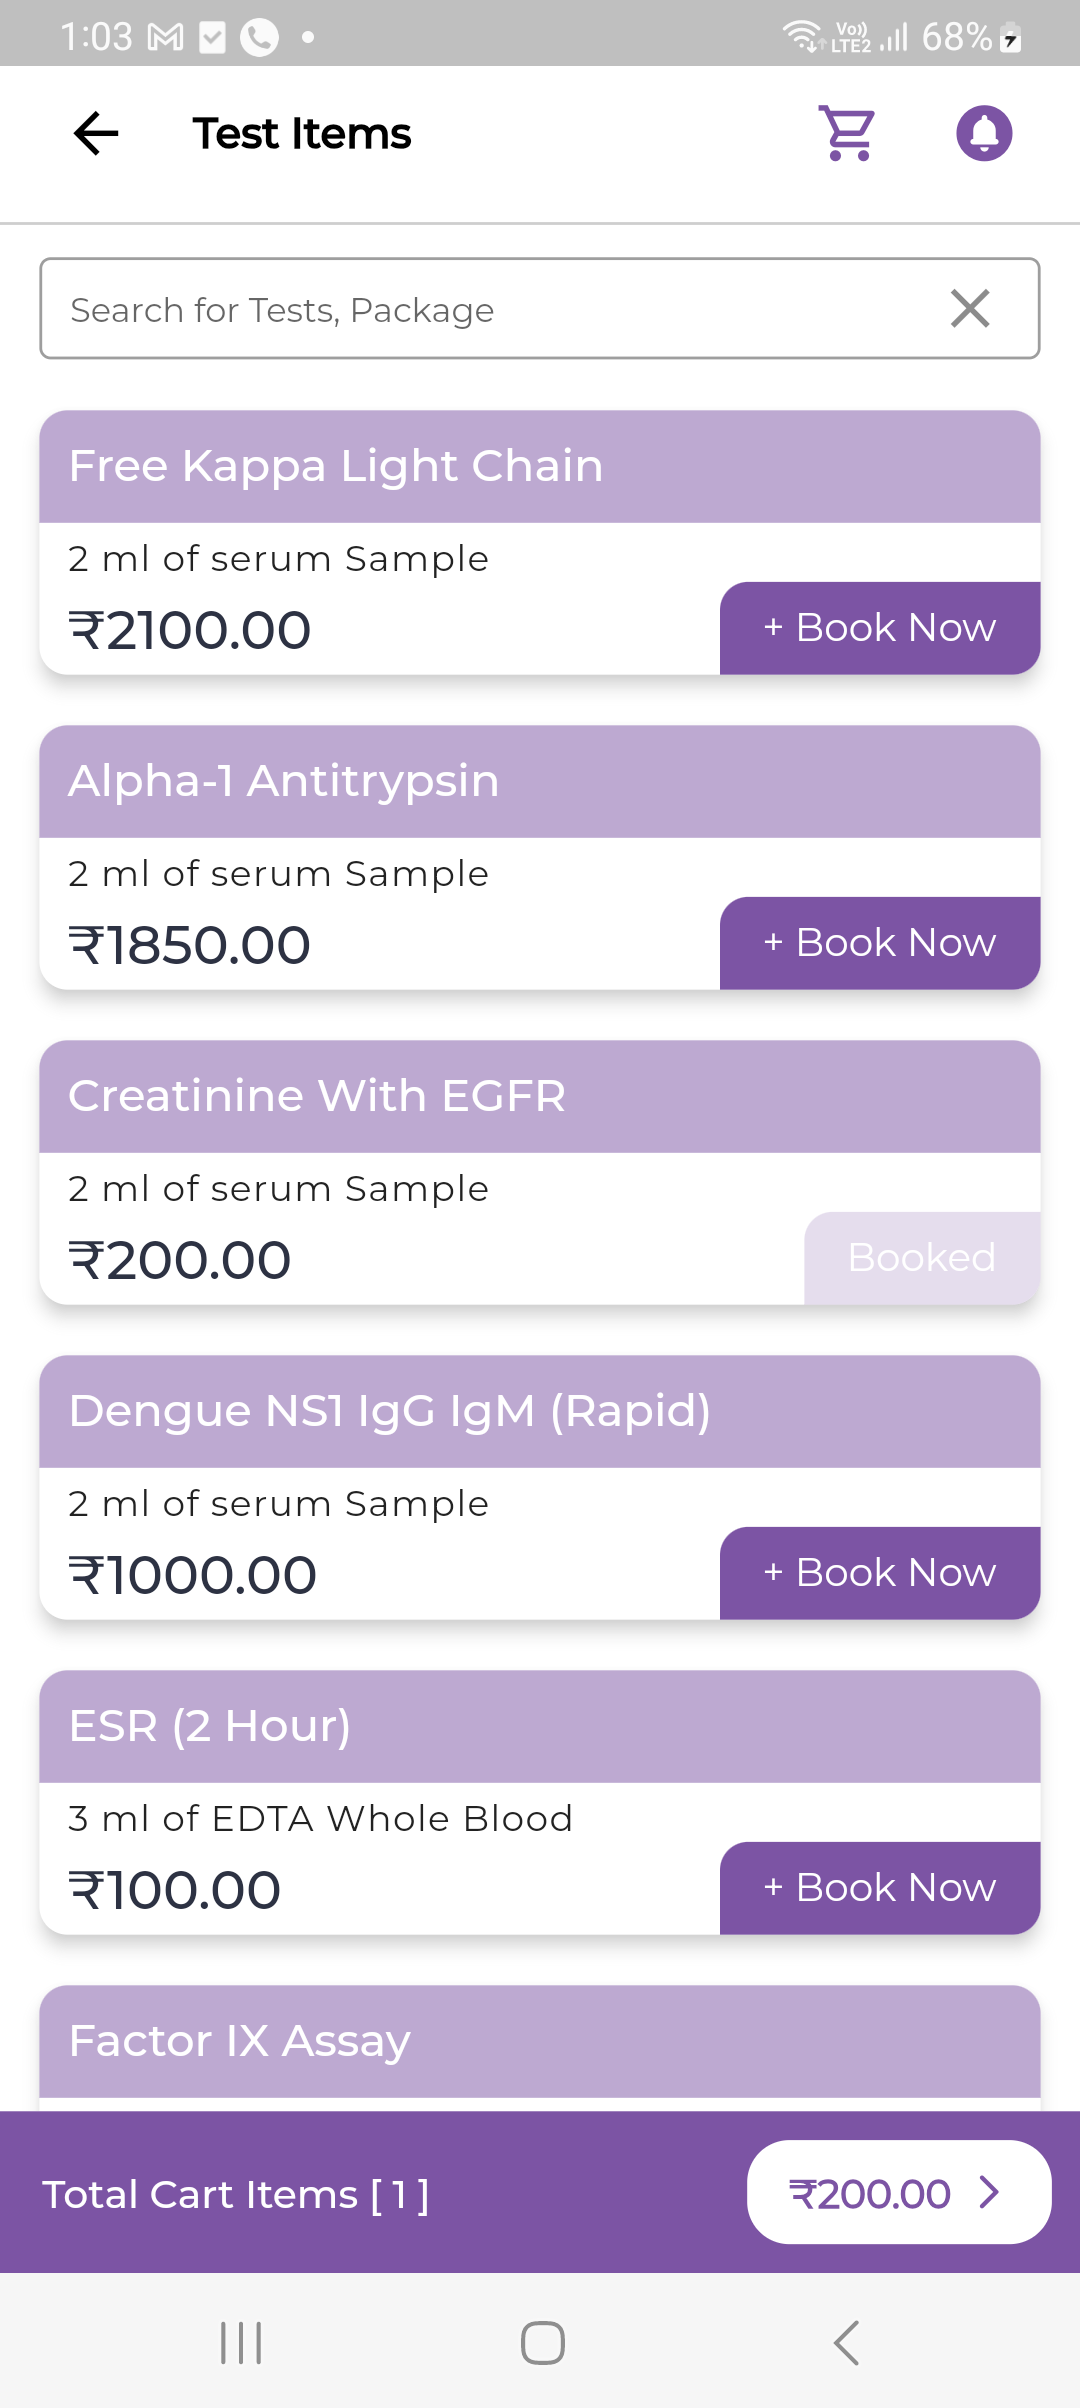 1:03
Vo)) LTE2 68%
Test Items
Search for Tests, Package
Free Kappa Light Chain
2 ml of serum Sample
₹2100.00
+ Book Now
Alpha-1 Antitrypsin
2 ml of serum Sample
₹1850.00
+ Book Now
Creatinine With EGFR
2 ml of serum Sample
₹200.00
Booked
Dengue NS1 IgG IgM (Rapid)
2 ml of serum Sample
₹1000.00
+ Book Now
ESR (2 Hour)
3 ml of EDTA Whole Blood
₹100.00
+ Book Now
Factor IX Assay
Total Cart Items [ 1 ]
₹200.00